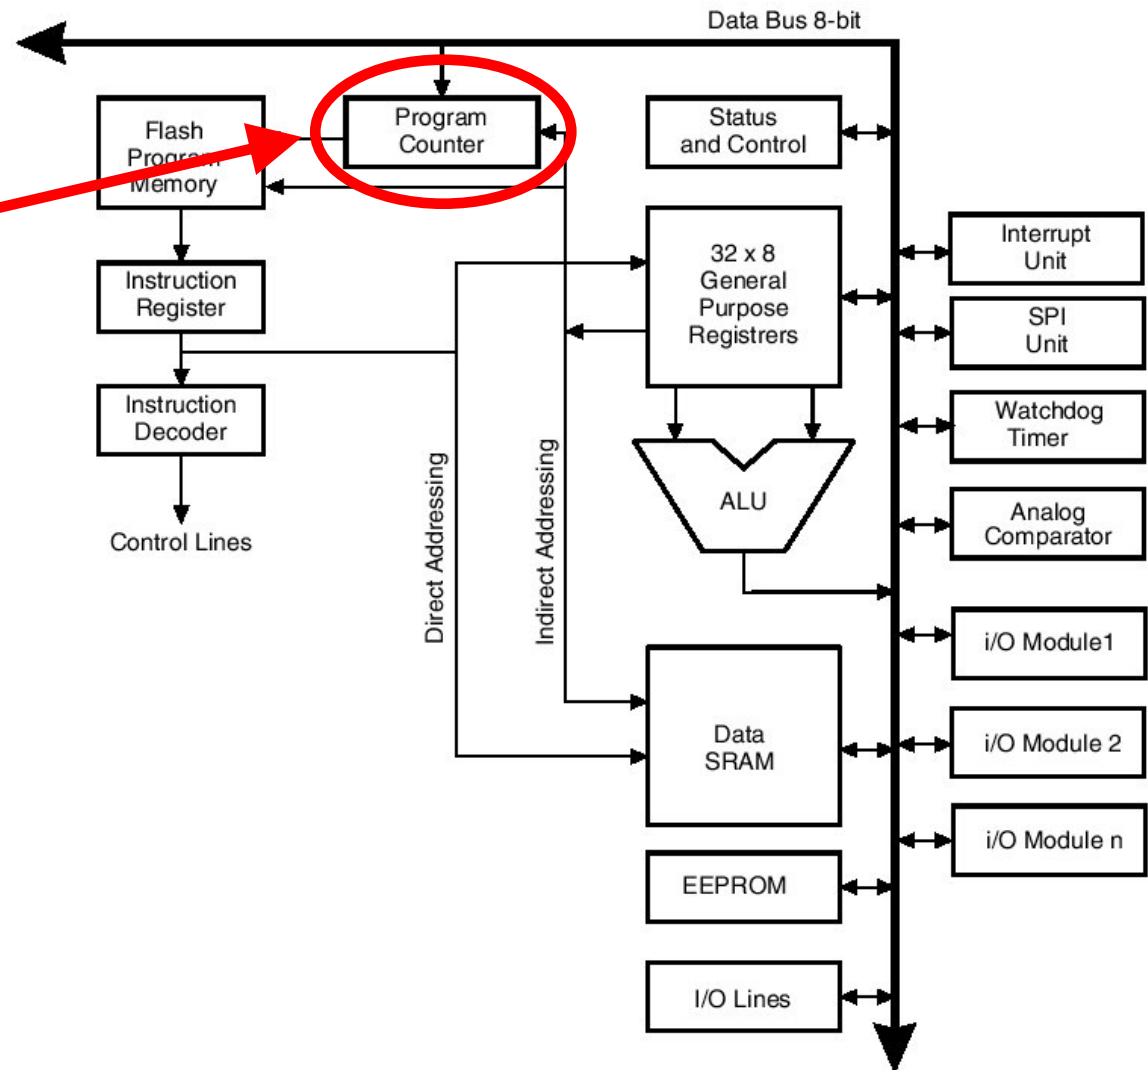 Data Bus 8-bit
Flash
Program
Memory
Program
Counter
Status
and Control
Instruction
Register
32 x 8
General
Purpose
Registrers
Interrupt
Unit
SPI
Unit
Instruction
Decoder
Watchdog
Timer
ALU
Analog
Comparator
Control Lines
Direct Addressing
Indirect Addressing
i/O Module1
Data
SRAM
i/O Module 2
i/O Module n
EEPROM
I/O Lines